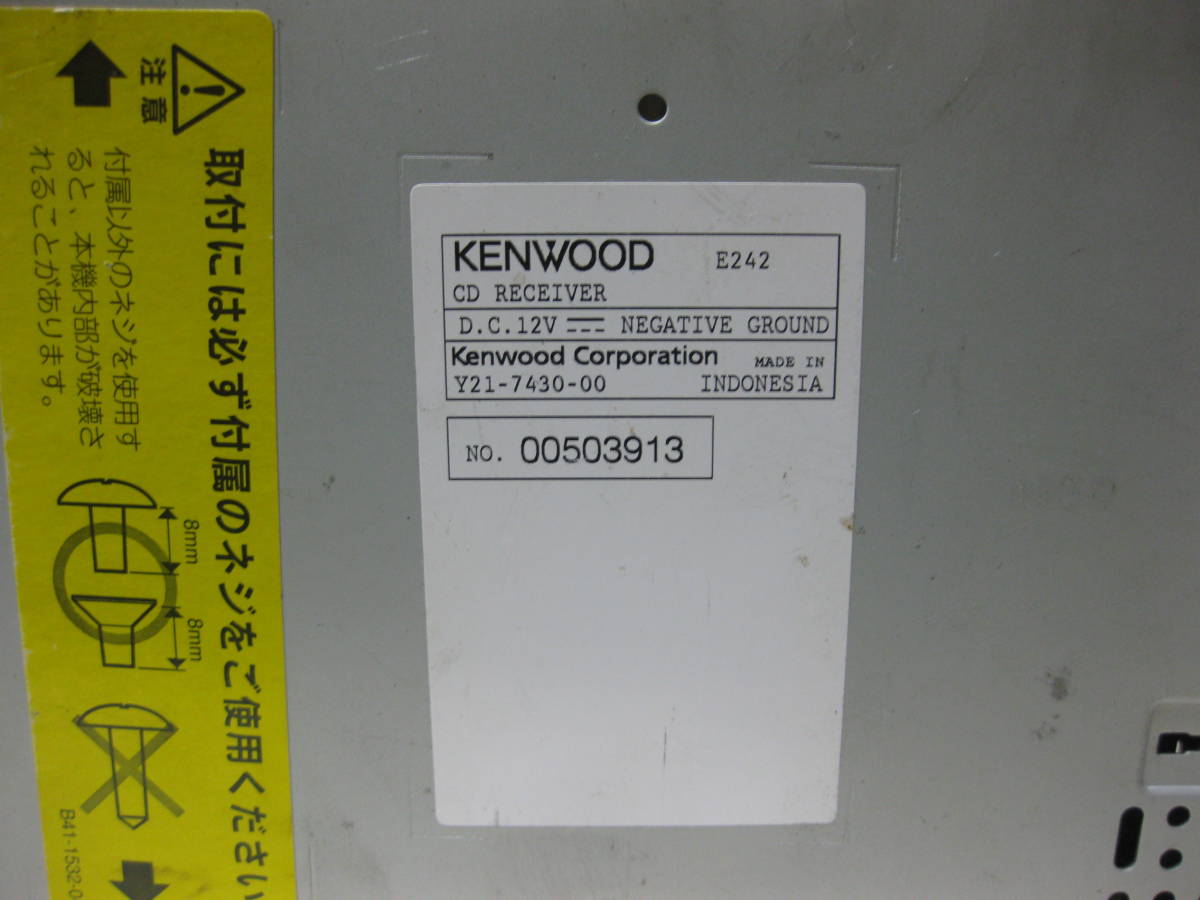 注意
取付には必ず付属のネジをご使用ください
付属以外のネジを使用す
ると、本機内部が破壊さ
れることがあります。
8mm
8mm
B41-1532-0
KENWOOD E242
CD RECEIVER
D.C.12V NEGATIVE GROUND
Kenwood Corporation MADE IN
Y21-7430-00 INDONESIA
NO. 00503913